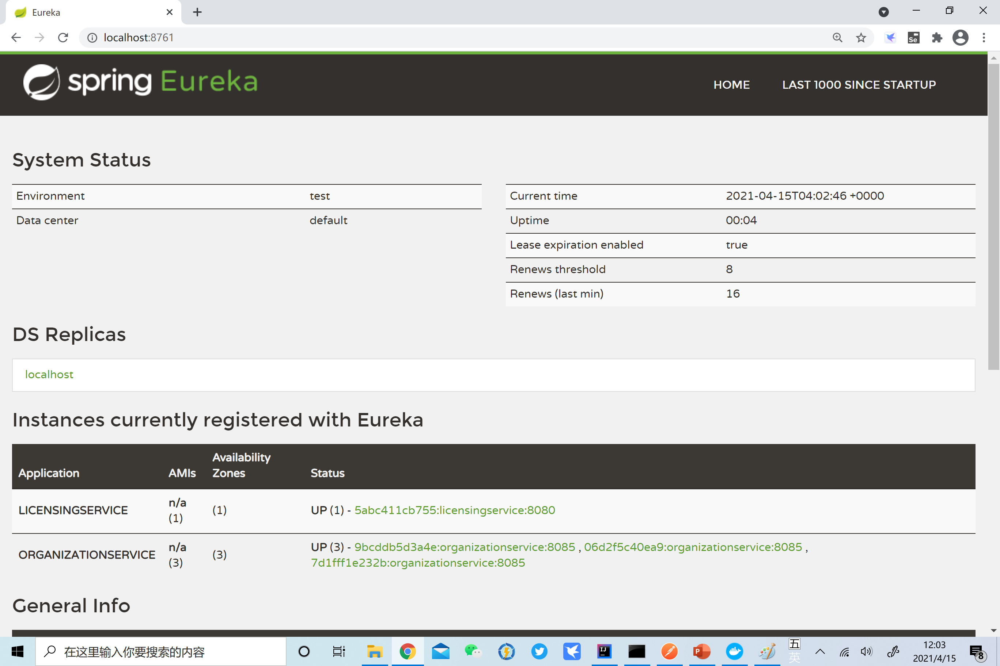 Eureka
localhost:8761
Se
spring Eureka
HOME
LAST 1000 SINCE STARTUP
System Status
Environment test
Data center default
Current time 2021-04-15T04:02:46 +0000
Uptime 00:04
Lease expiration enabled true
Renews threshold 8
Renews (last min) 16
DS Replicas
localhost
Instances currently registered with Eureka
Application AMIs Availability Zones Status
LICENSINGSERVICE n/a (1) (1) UP (1) - 5abc411cb755:licensingservice:8080
ORGANIZATIONSERVICE n/a (3) (3) UP (3) - 9bcddb5d3a4e:organizationservice:8085 , 06d2f5c40ea9:organizationservice:8085 ,
7d1fff1e232b:organizationservice:8085
General Info
在这里输入你要搜索的内容
IJ
P
五
英
12:03
2021/4/15
8